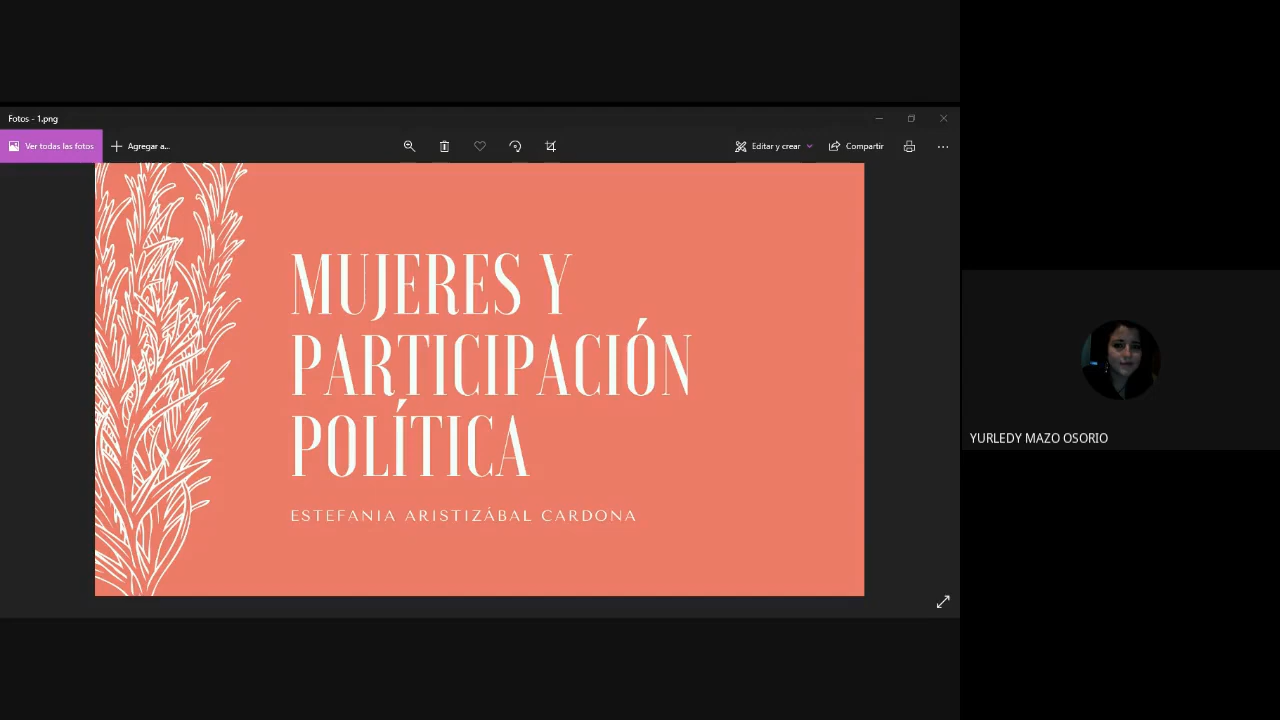 Fotos - 1.png
Ver todas las fotos
Agregar a...
Editar y crear
Compartir
MUJERES Y
PARTICIPACIÓN
POLÍTICA
ESTEFANIA ARISTIZÁBAL CARDONA
YURLEDY MAZO OSORIO